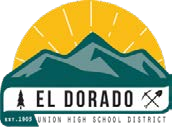 EL DORADO
EST. 1905
UNION HIGH SCHOOL DISTRICT